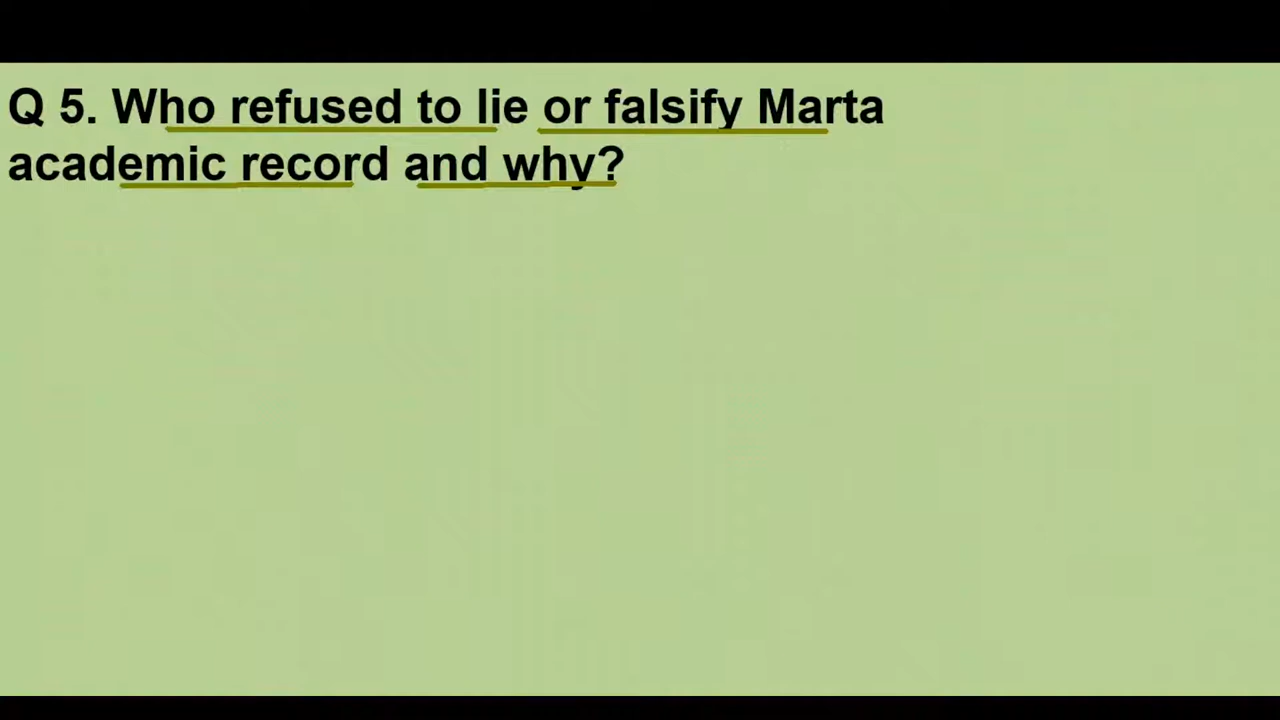 Q 5. Who refused to lie or falsify Marta
academic record and why?